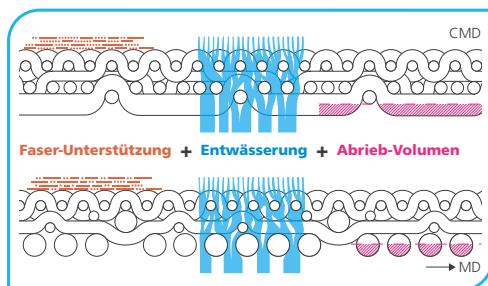 CMD
Faser-Unterstützung + Entwässerung + Abrieb-Volumen
MD